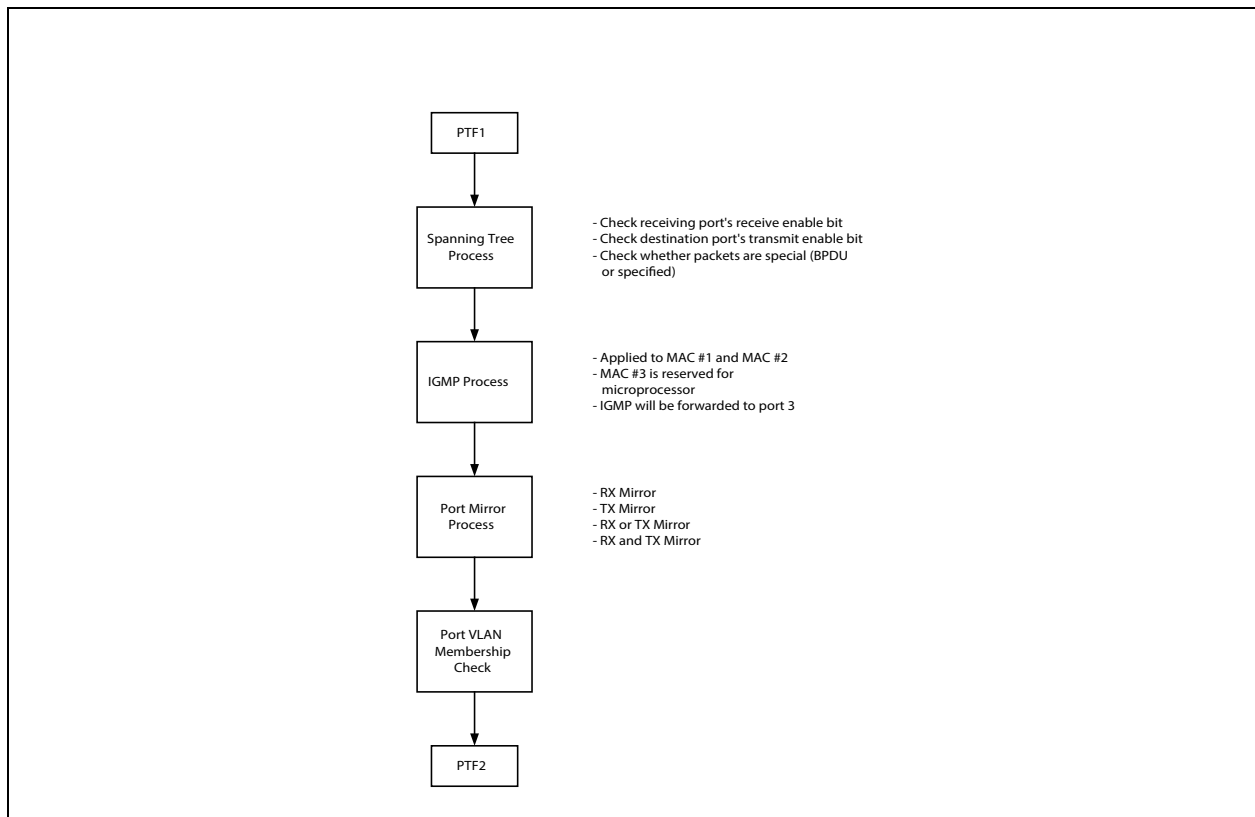 PTF1
Spanning Tree
Process
- Check receiving port's receive enable bit
- Check destination port's transmit enable bit
- Check whether packets are special (BPDU
or specified)
IGMP Process
- Applied to MAC #1 and MAC #2
- MAC #3 is reserved for
microprocessor
- IGMP will be forwarded to port 3
Port Mirror
Process
- RX Mirror
- TX Mirror
- RX or TX Mirror
- RX and TX Mirror
Port VLAN
Membership
Check
PTF2